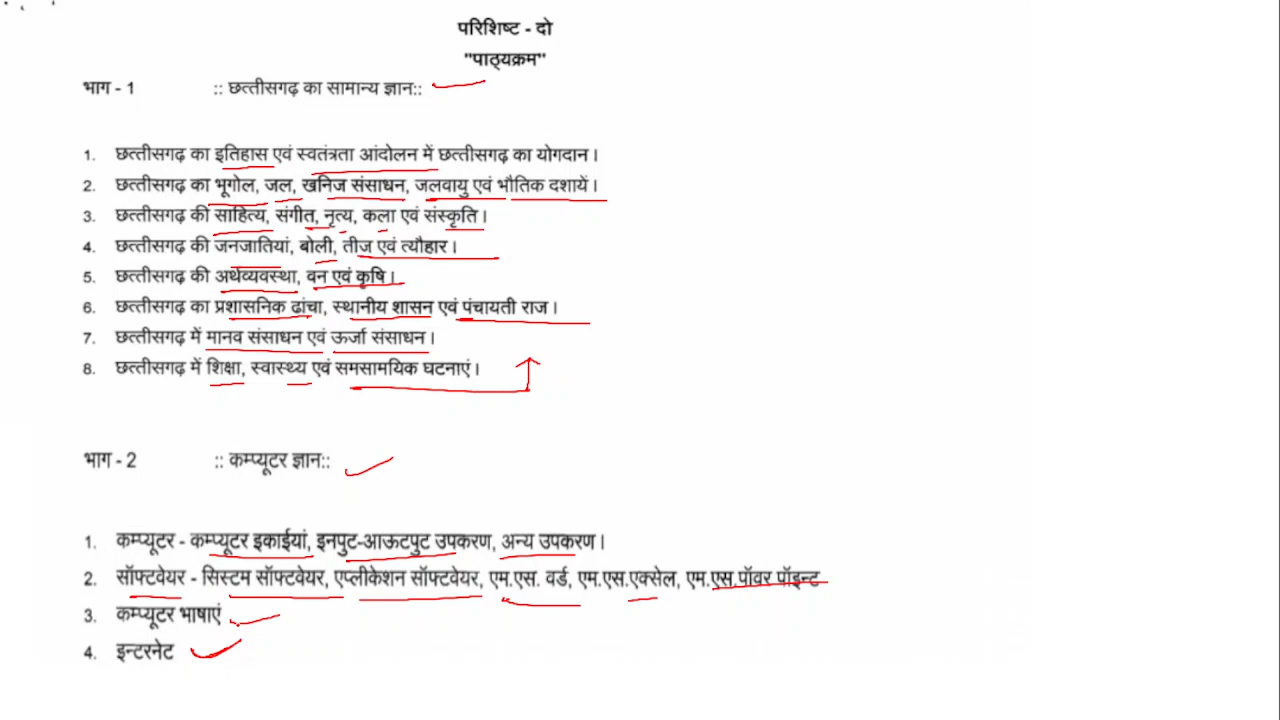 परिशिष्ट - दो
"पाठ्यक्रम"
भाग - 1 :: छत्तीसगढ़ का सामान्य ज्ञान::
1. छत्तीसगढ़ का इतिहास एवं स्वतंत्रता आंदोलन में छत्तीसगढ़ का योगदान।
2. छत्तीसगढ़ का भूगोल, जल, खनिज संसाधन, जलवायु एवं भौतिक दशायें।
3. छत्तीसगढ़ की साहित्य, संगीत, नृत्य, कला एवं संस्कृति।
4. छत्तीसगढ़ की जनजातियां, बोली, तीज एवं त्यौहार।
5. छत्तीसगढ़ की अर्थव्यवस्था, वन एवं कृषि।
6. छत्तीसगढ़ का प्रशासनिक ढांचा, स्थानीय शासन एवं पंचायती राज।
7. छत्तीसगढ़ में मानव संसाधन एवं ऊर्जा संसाधन।
8. छत्तीसगढ़ में शिक्षा, स्वास्थ्य एवं समसामयिक घटनाएं।
भाग - 2 :: कम्प्यूटर ज्ञान::
1. कम्प्यूटर - कम्प्यूटर इकाईयां, इनपुट-आऊटपुट उपकरण, अन्य उपकरण।
2. सॉफ्टवेयर - सिस्टम सॉफ्टवेयर, एप्लीकेशन सॉफ्टवेयर, एम.एस. वर्ड, एम.एस.एक्सेल, एम.एस.पॉवर पॉइन्ट
3. कम्प्यूटर भाषाएं
4. इन्टरनेट